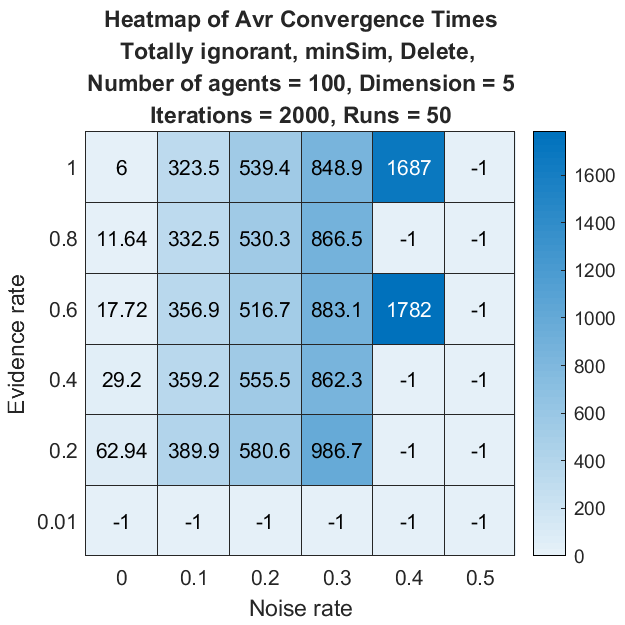 Heatmap of Avr Convergence Times
Totally ignorant, minSim, Delete,
Number of agents = 100, Dimension = 5
Iterations = 2000, Runs = 50
Evidence rate
1 6 323.5 539.4 848.9 1687 -1
0.8 11.64 332.5 530.3 866.5 -1 -1
0.6 17.72 356.9 516.7 883.1 1782 -1
0.4 29.2 359.2 555.5 862.3 -1 -1
0.2 62.94 389.9 580.6 986.7 -1 -1
0.01 -1 -1 -1 -1 -1 -1
0 0.1 0.2 0.3 0.4 0.5
Noise rate
1600
1400
1200
1000
800
600
400
200
0